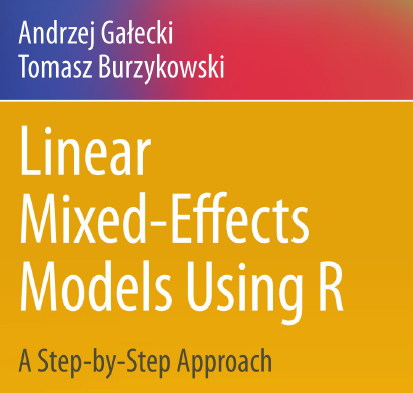 Andrzej Gałecki
Tomasz Burzykowski
Linear
Mixed-Effects
Models Using R
A Step-by-Step Approach